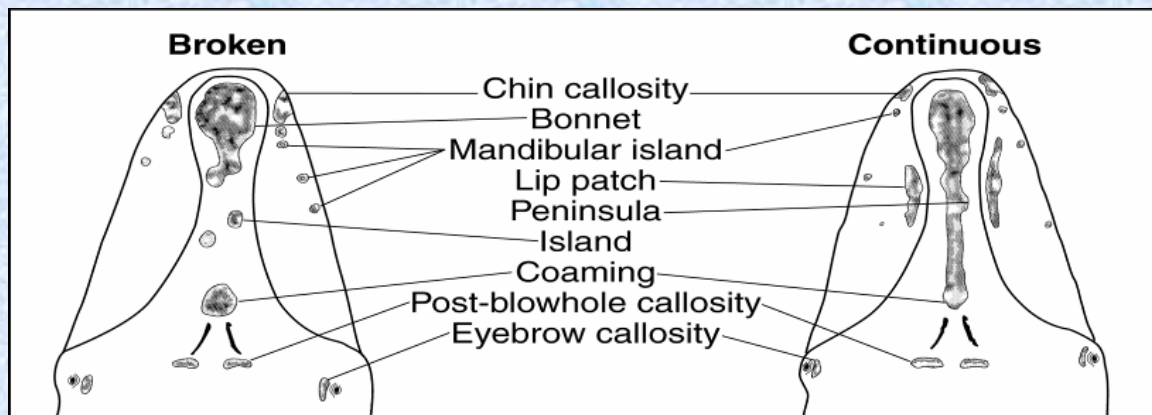 Broken
Continuous
Chin callosity
Bonnet
Mandibular island
Lip patch
Peninsula
Island
Coaming
Post-blowhole callosity
Eyebrow callosity